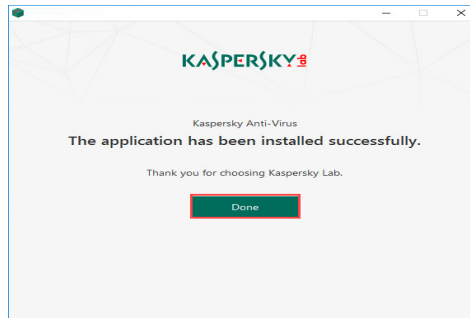 KASPERSKY lab
Kaspersky Anti-Virus
The application has been installed successfully.
Thank you for choosing Kaspersky Lab.
Done